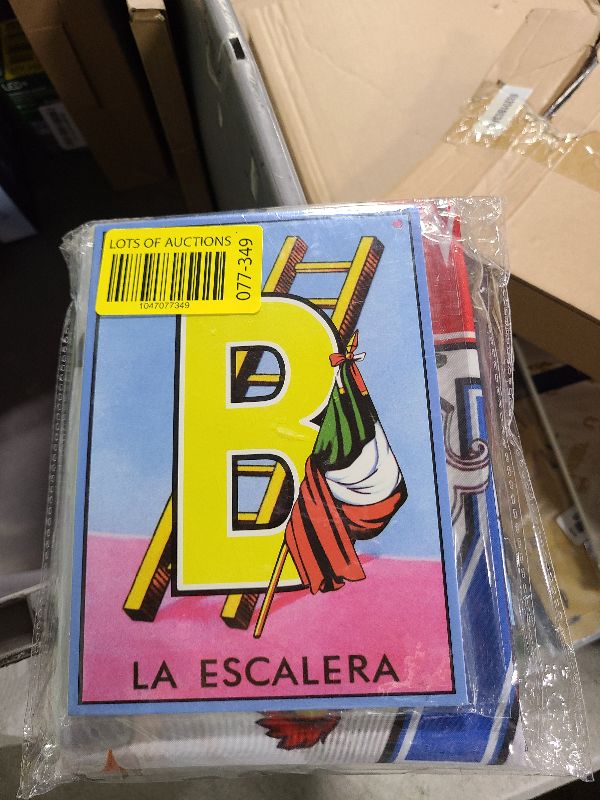 LOTS OF AUCTIONS
1047077349
077-349
B
LA ESCALERA